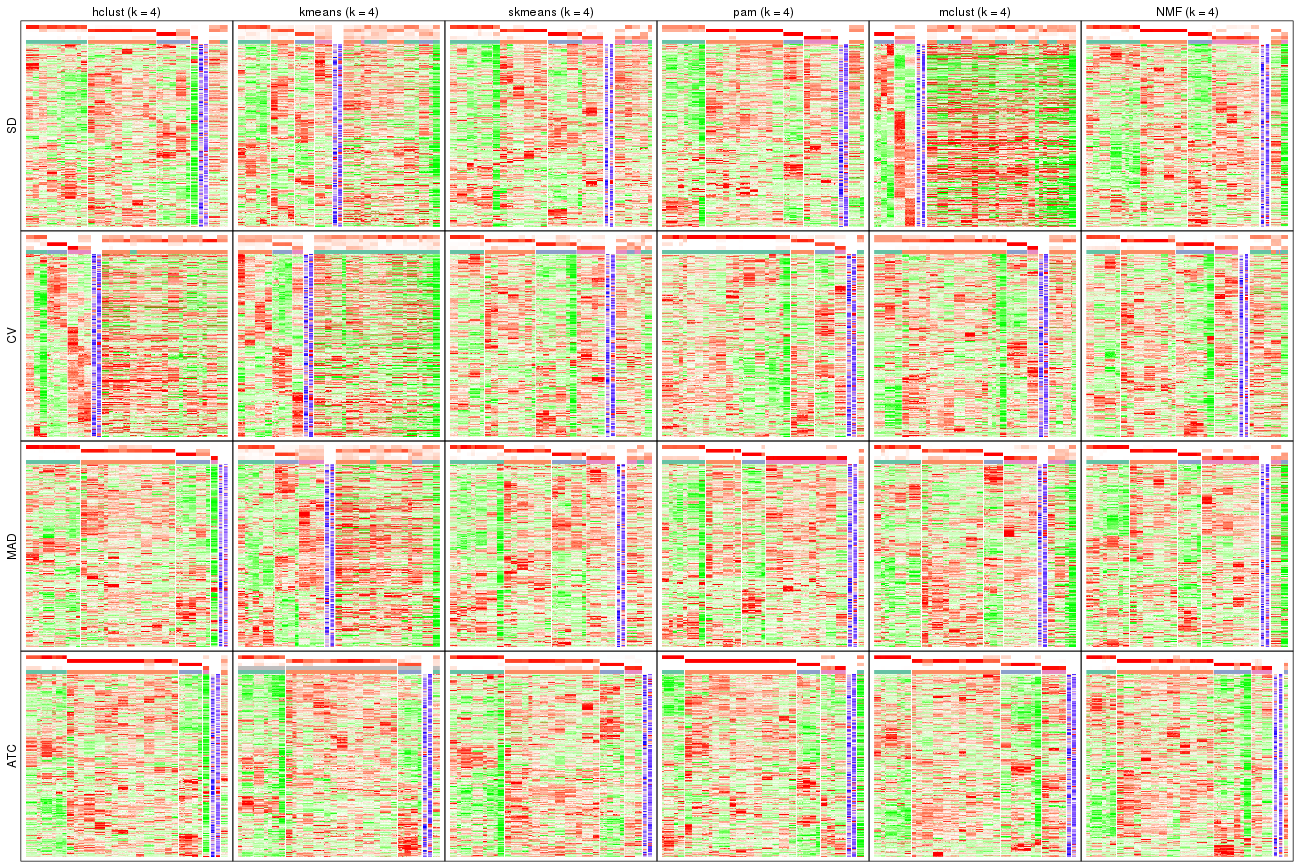 hclust (k = 4) kmeans (k = 4) skmeans (k = 4) pam (k = 4) mclust (k = 4) NMF (k = 4)
SD
CV
MAD
ATC